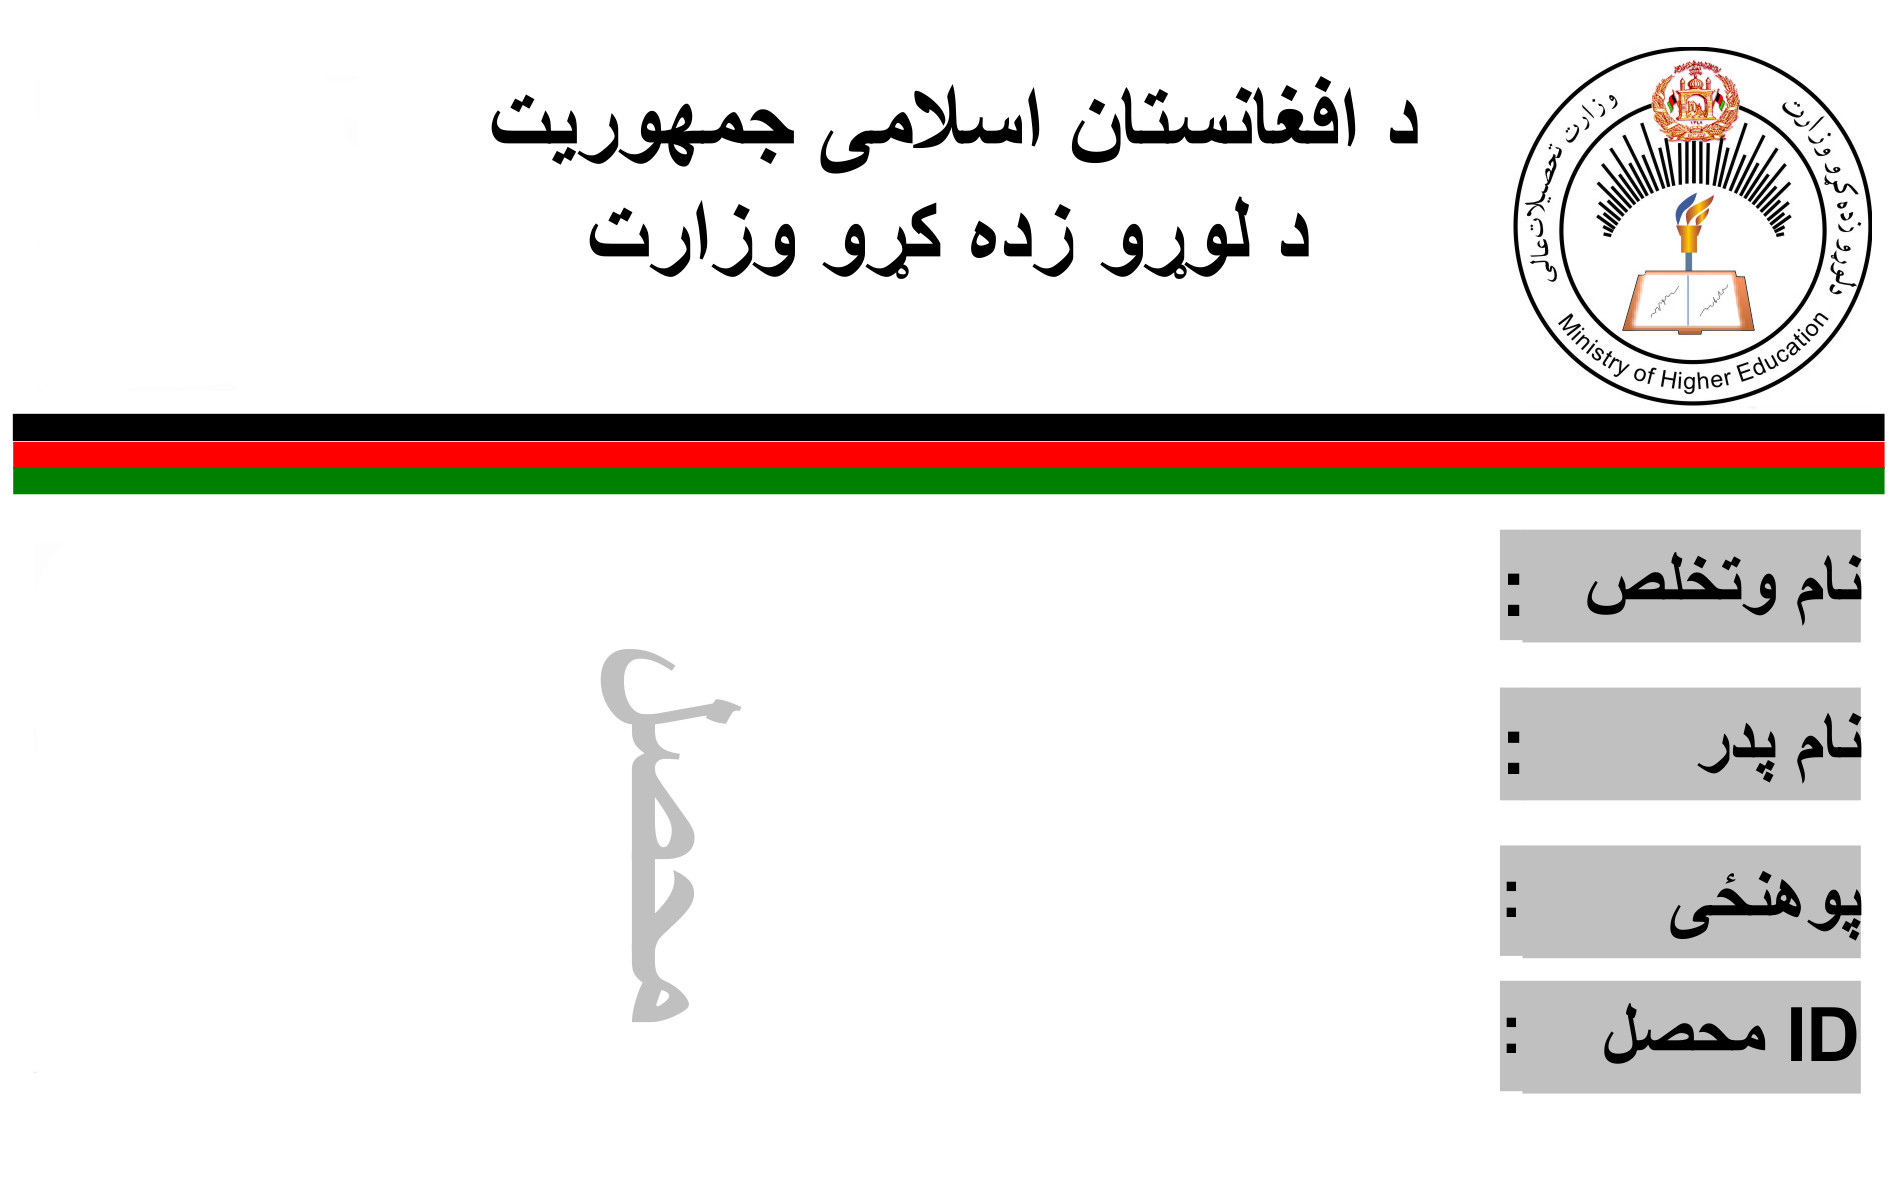 د افغانستان اسلامی جمهوریت
د لوړو زده کړو وزارت
وزارت تحصیلات عالی
د لوړو زده کړو وزارت
Ministry of Higher Education
نام وتخلص :
نام پدر :
پوهنځی :
ID محصل :
محصل